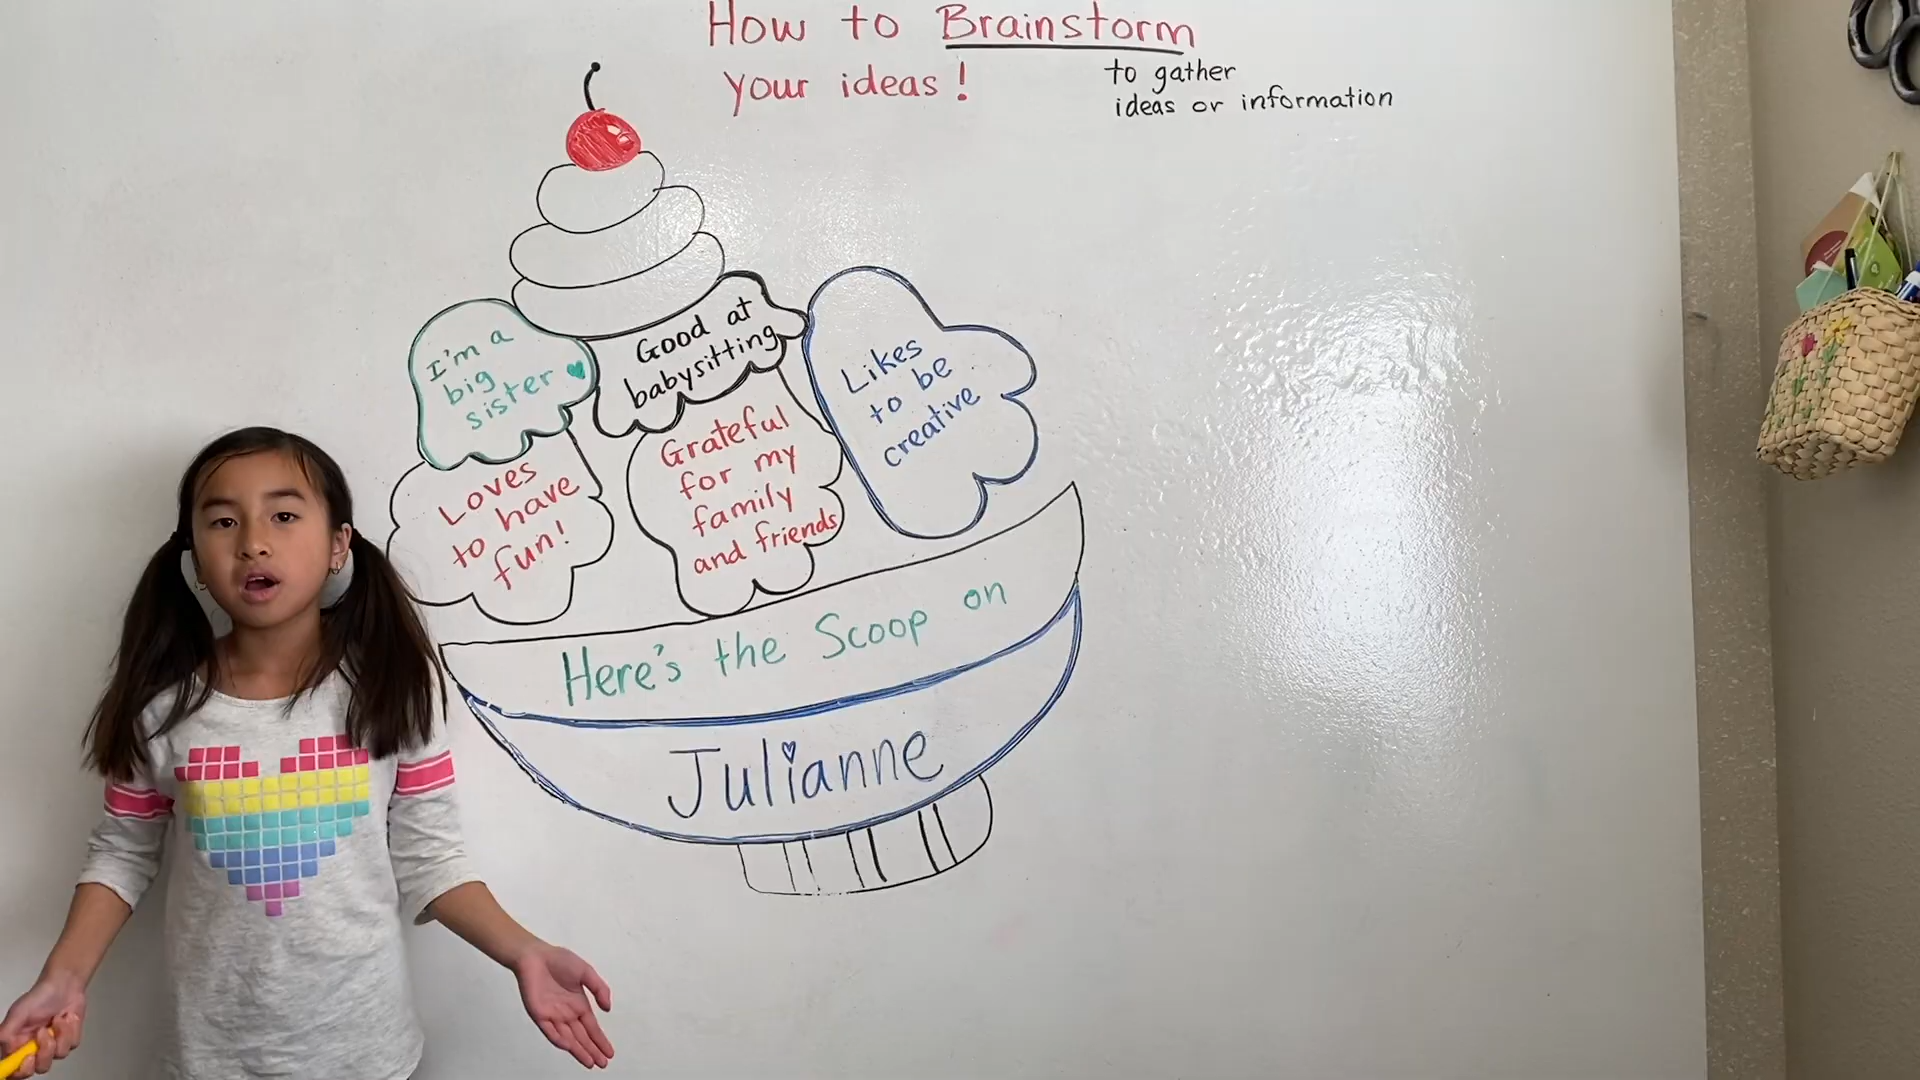 How to Brainstorm
your ideas!
to gather
ideas or information
I'm a
big
sister
Good at
babysitting
Likes
to be
creative
Loves
to have
fun!
Grateful
for my
family
and friends
Here's the Scoop on
Julianne